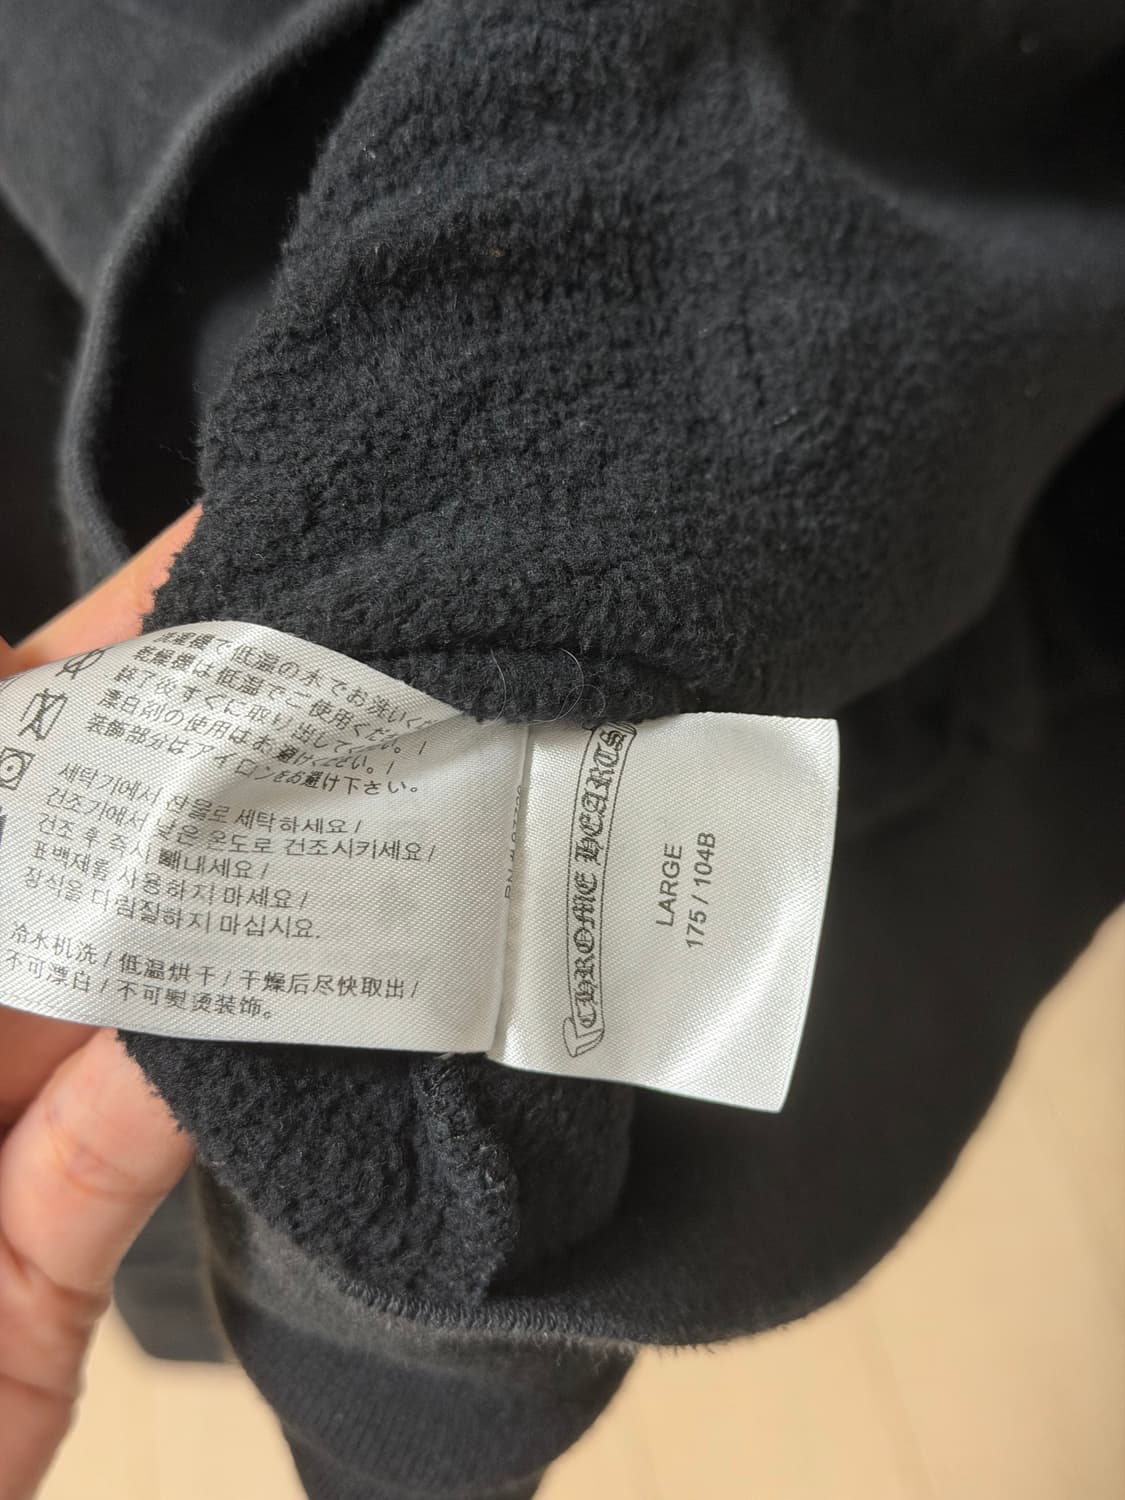 洗濯機で低温の水でお洗いくだ
乾燥機は低温でご使用くだ
終了後すぐに取り出してください。/
漂白剤の使用はお避けください。/
装飾部分はアイロンをお避け下さい。
세탁기에서 찬물로 세탁하세요 /
건조기에서 낮은 온도로 건조시키세요 /
건조 후 즉시 빼내세요 /
표백제를 사용하지 마세요 /
장식을 다림질하지 마십시요.
冷水机洗 / 低温烘干 / 干燥后尽快取出 /
不可漂白 / 不可熨烫装饰。
CHROME HEARTS
LARGE
175 / 104B